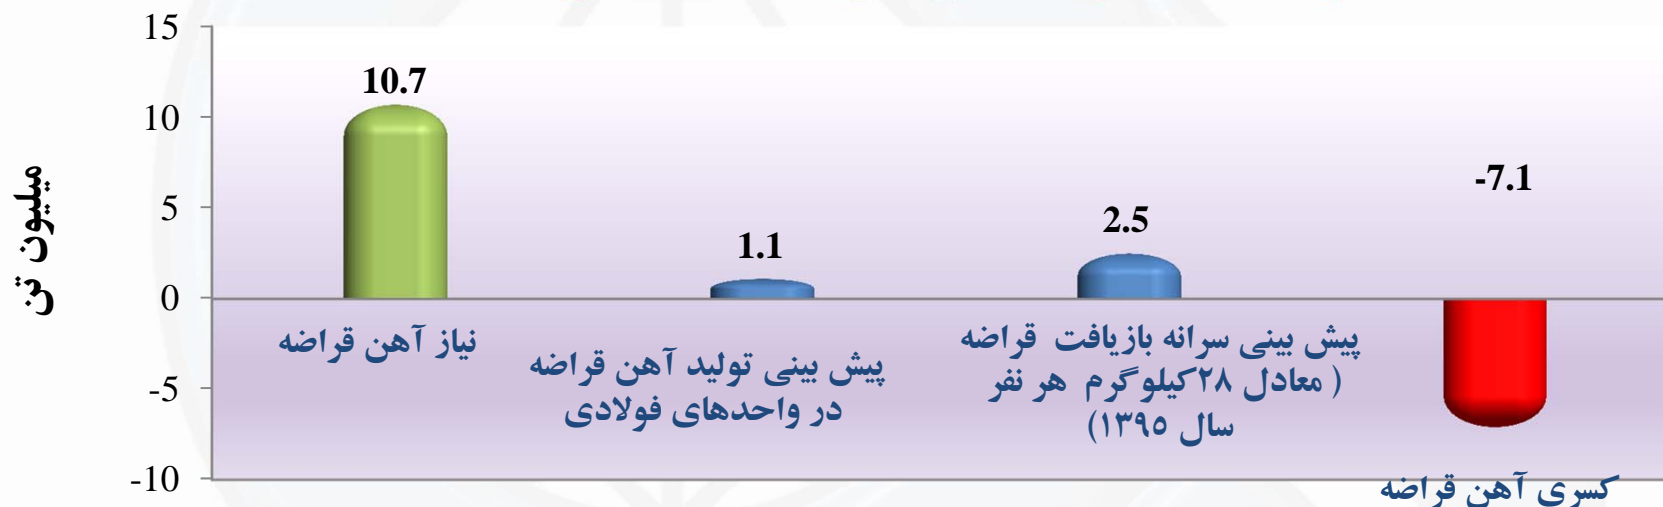 15
10
5
0
-5
-10
میلیون تن
10.7
1.1
2.5
-7.1
نیاز آهن قراضه
پیش بینی تولید آهن قراضه
در واحدهای فولادی
پیش بینی سرانه بازیافت قراضه
( معادل ۲۸کیلوگرم هر نفر
سال ۱۳۹۵)
کسری آهن قراضه